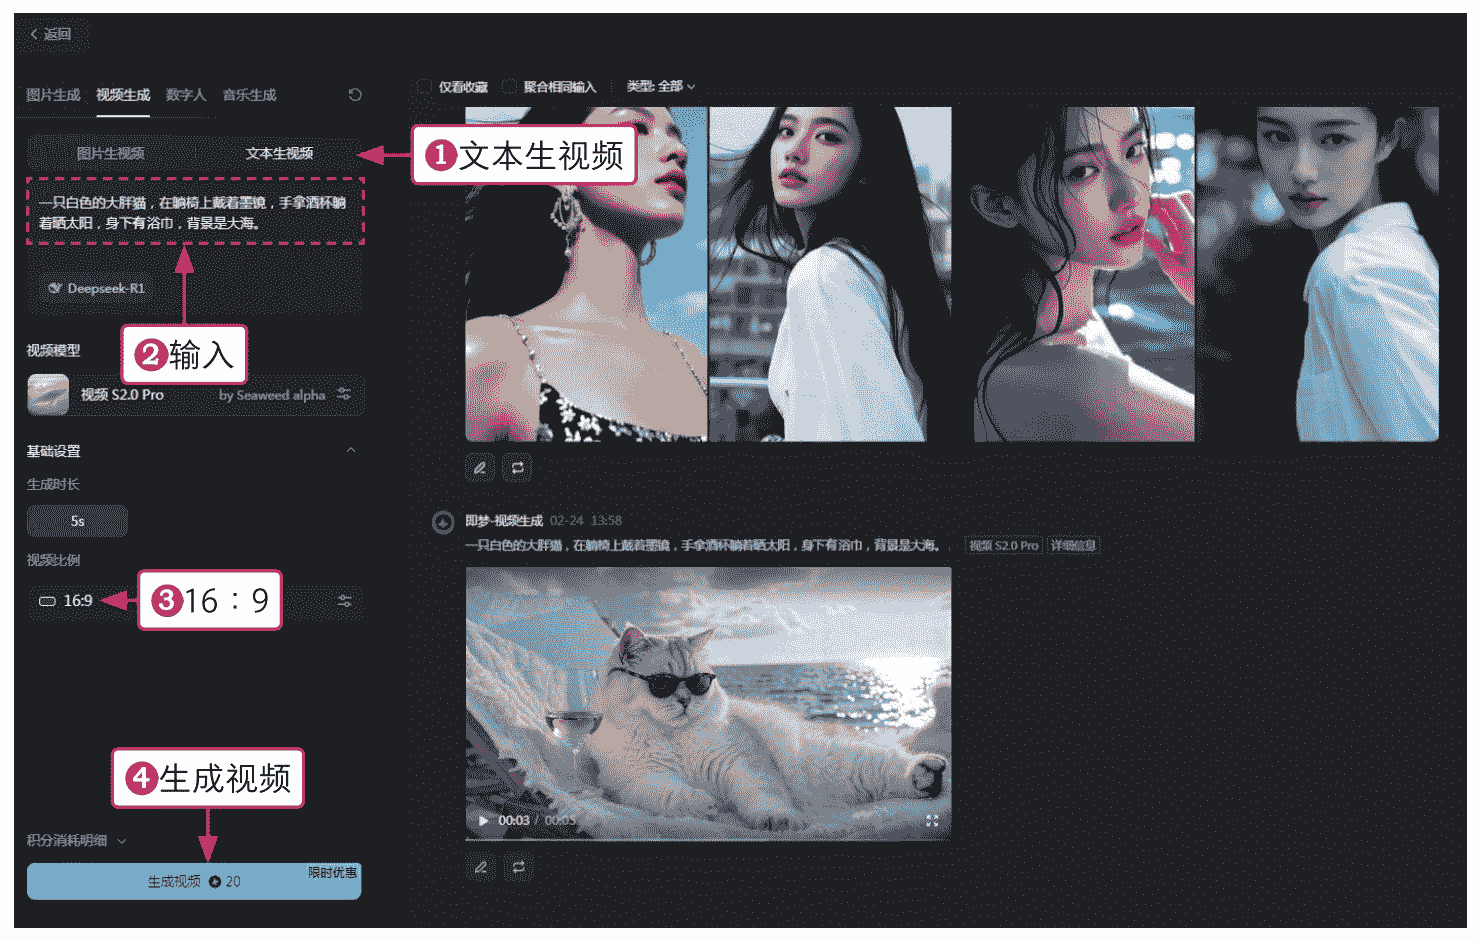 返回
图片生成 视频生成 数字人 音乐生成
仅看收藏 聚合相同输入 类型: 全部
图片生视频 文本生视频
❶文本生视频
一只白色的大胖猫，在躺椅上戴着墨镜，手拿酒杯躺
着晒太阳，身下有浴巾，背景是大海。
Deepseek-R1
❷输入
视频模型
视频 S2.0 Pro by Seaweed alpha
基础设置
生成时长
5s
视频比例
16:9
❸16：9
❹生成视频
积分消耗明细
限时优惠
生成视频 20
即梦-视频生成 02-24 13:58
一只白色的大胖猫，在躺椅上戴着墨镜，手拿酒杯躺着晒太阳，身下有浴巾，背景是大海。 视频 S2.0 Pro 详细信息
00:03 / 00:05